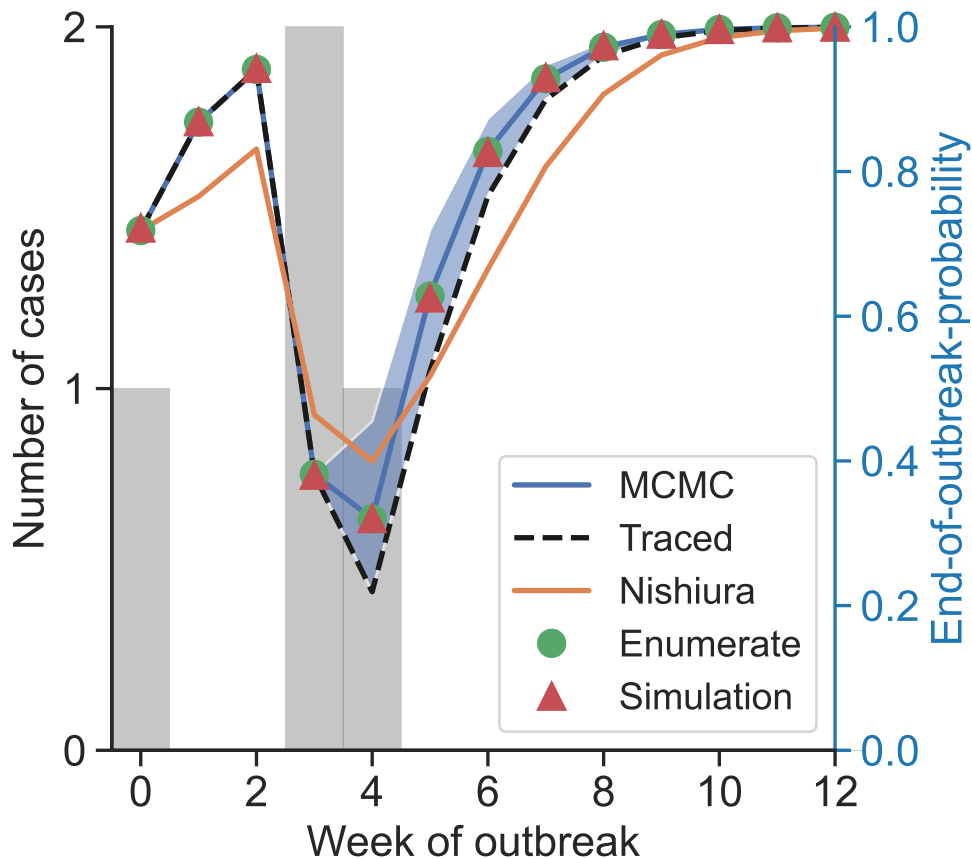 Number of cases
2
1
0
0 2 4 6 8 10 12
Week of outbreak
1.0
0.8
0.6
0.4
0.2
0.0
End-of-outbreak-probability
MCMC
Traced
Nishiura
Enumerate
Simulation